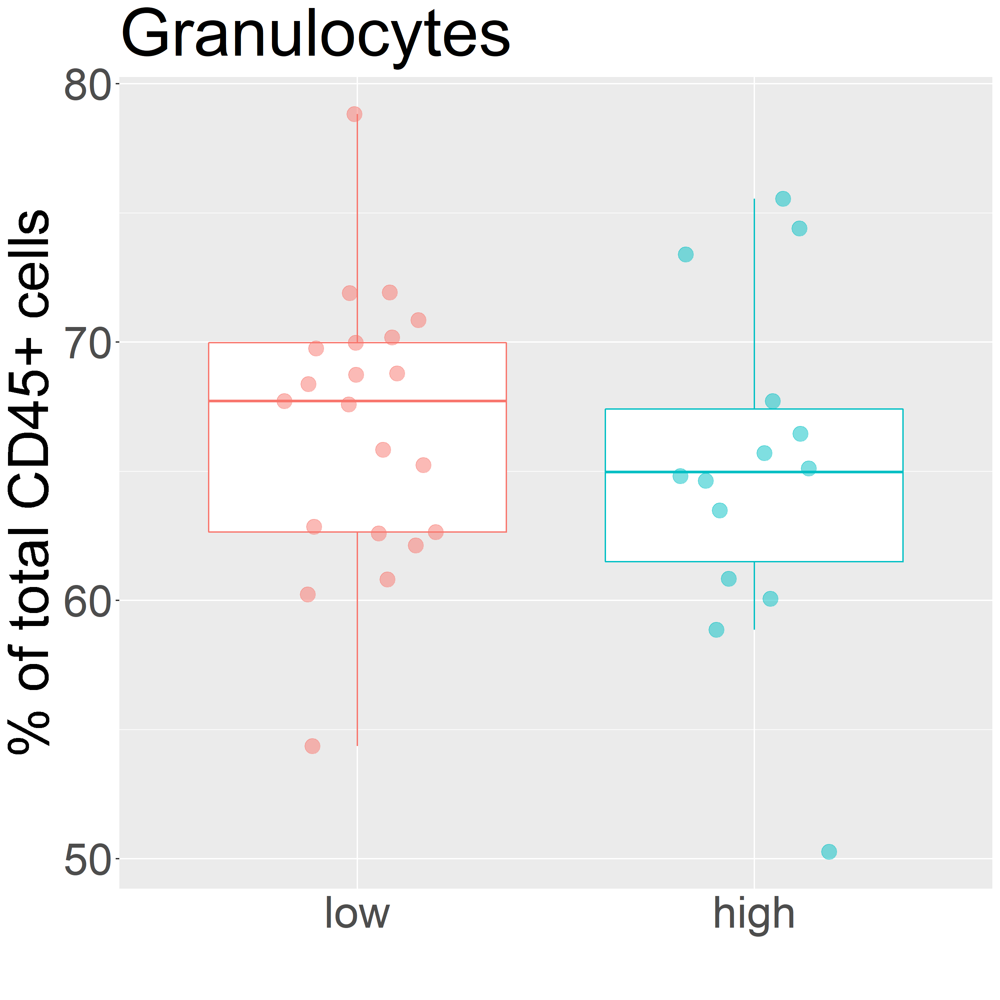 Granulocytes
% of total CD45+ cells
80
70
60
50
low
high